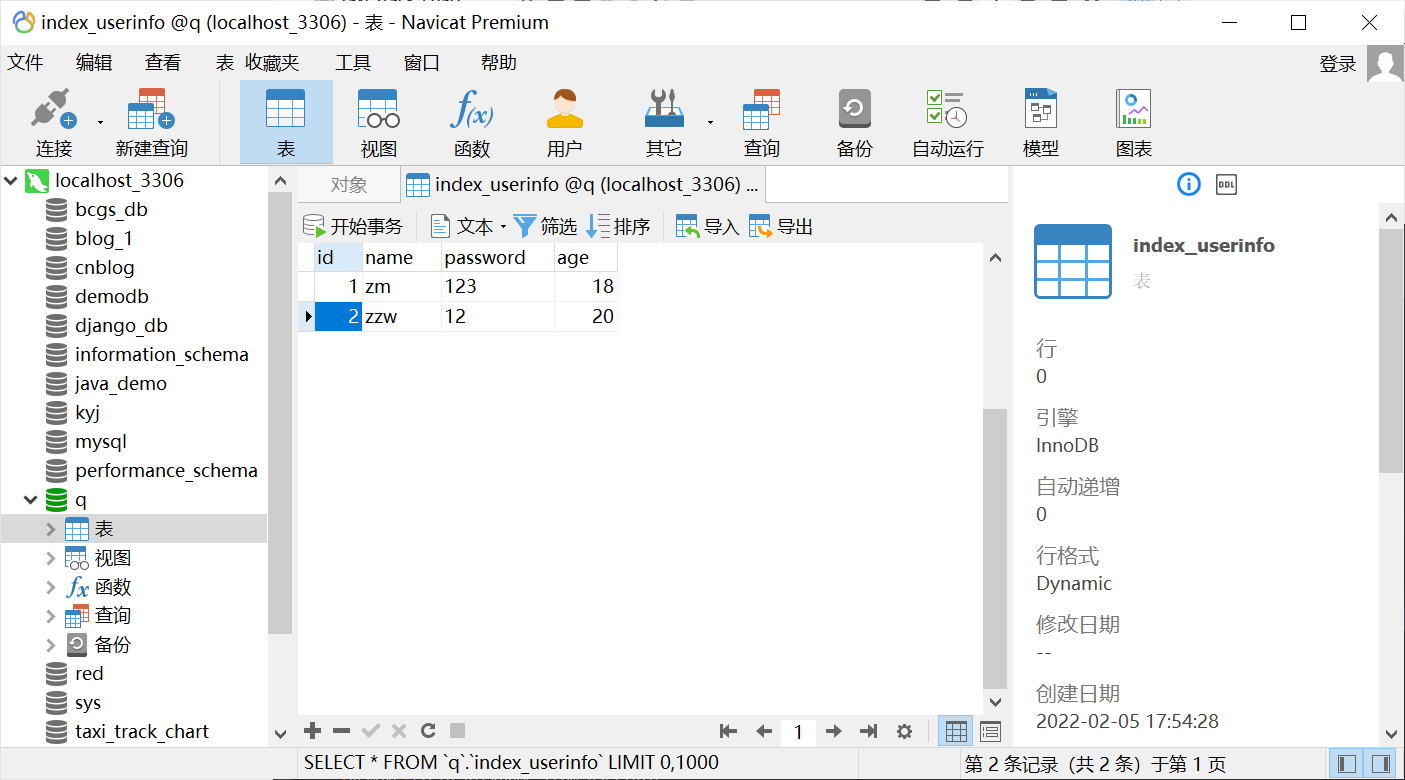 index_userinfo @q (localhost_3306) - 表 - Navicat Premium
文件 编辑 查看 表 收藏夹 工具 窗口 帮助 登录
连接 新建查询 表 视图 函数 用户 其它 查询 备份 自动运行 模型 图表
localhost_3306
bcgs_db
blog_1
cnblog
demodb
django_db
information_schema
java_demo
kyj
mysql
performance_schema
q
表
视图
函数
查询
备份
red
sys
taxi_track_chart
对象 index_userinfo @q (localhost_3306) ...
开始事务 文本 筛选 排序 导入 导出
id name password age
1 zm 123 18
2 zzw 12 20
1
DDL
index_userinfo
表
行
0
引擎
InnoDB
自动递增
0
行格式
Dynamic
修改日期
--
创建日期
2022-02-05 17:54:28
SELECT * FROM `q`.`index_userinfo` LIMIT 0,1000
第 2 条记录（共 2 条）于第 1 页